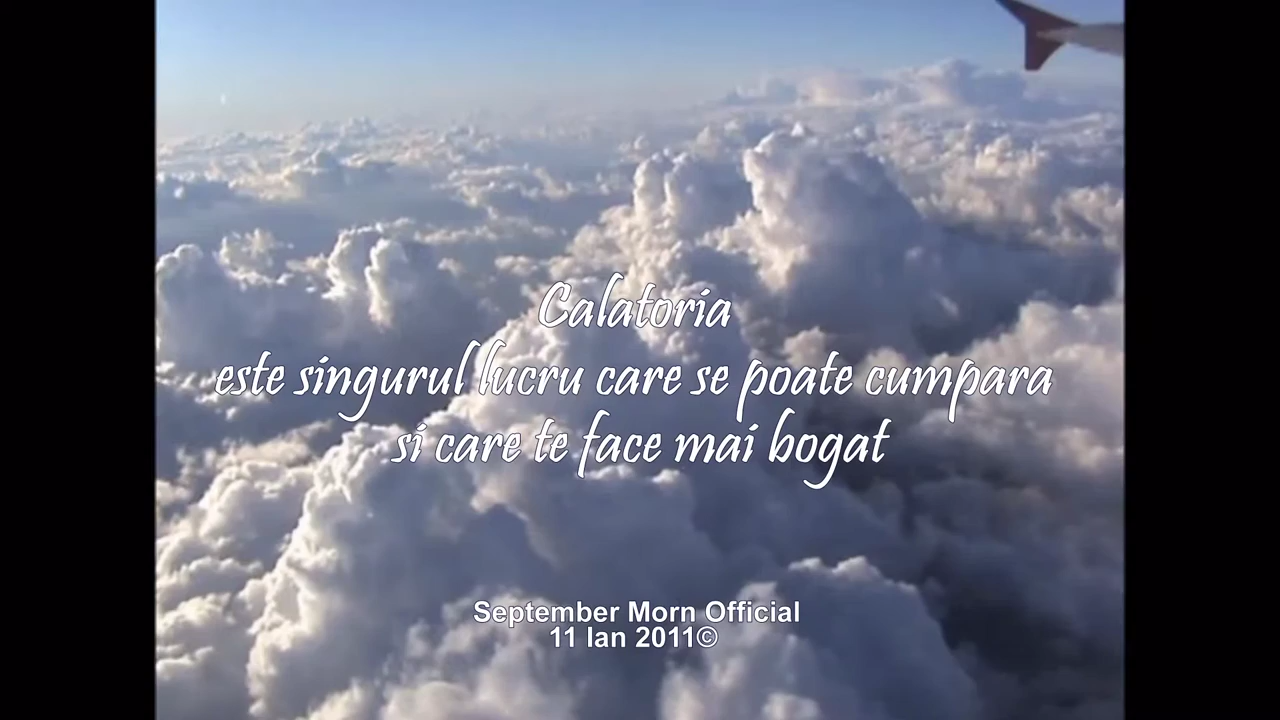 Calatoria
este singurul lucru care se poate cumpara
si care te face mai bogat
September Morn Official
11 Ian 2011©